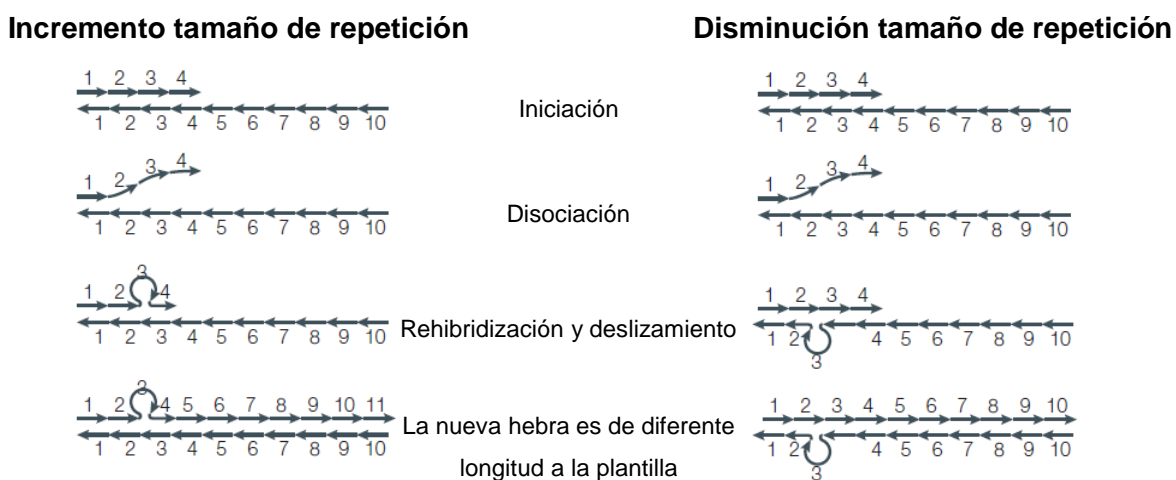 Incremento tamaño de repetición
Disminución tamaño de repetición
1 2 3 4
1 2 3 4 5 6 7 8 9 10
Iniciación
1 2 3 4
1 2 3 4 5 6 7 8 9 10
1 2 3 4
1 2 3 4 5 6 7 8 9 10
Disociación
1 2 3 4
1 2 3 4 5 6 7 8 9 10
1 2 3 4
1 2 3 4 5 6 7 8 9 10
Rehibridización y deslizamiento
1 2 3 4
1 2 3 4 5 6 7 8 9 10
1 2 3 4 5 6 7 8 9 10 11
1 2 3 4 5 6 7 8 9 10
La nueva hebra es de diferente
longitud a la plantilla
1 2 3 4 5 6 7 8 9 10
1 2 3 4 5 6 7 8 9 10